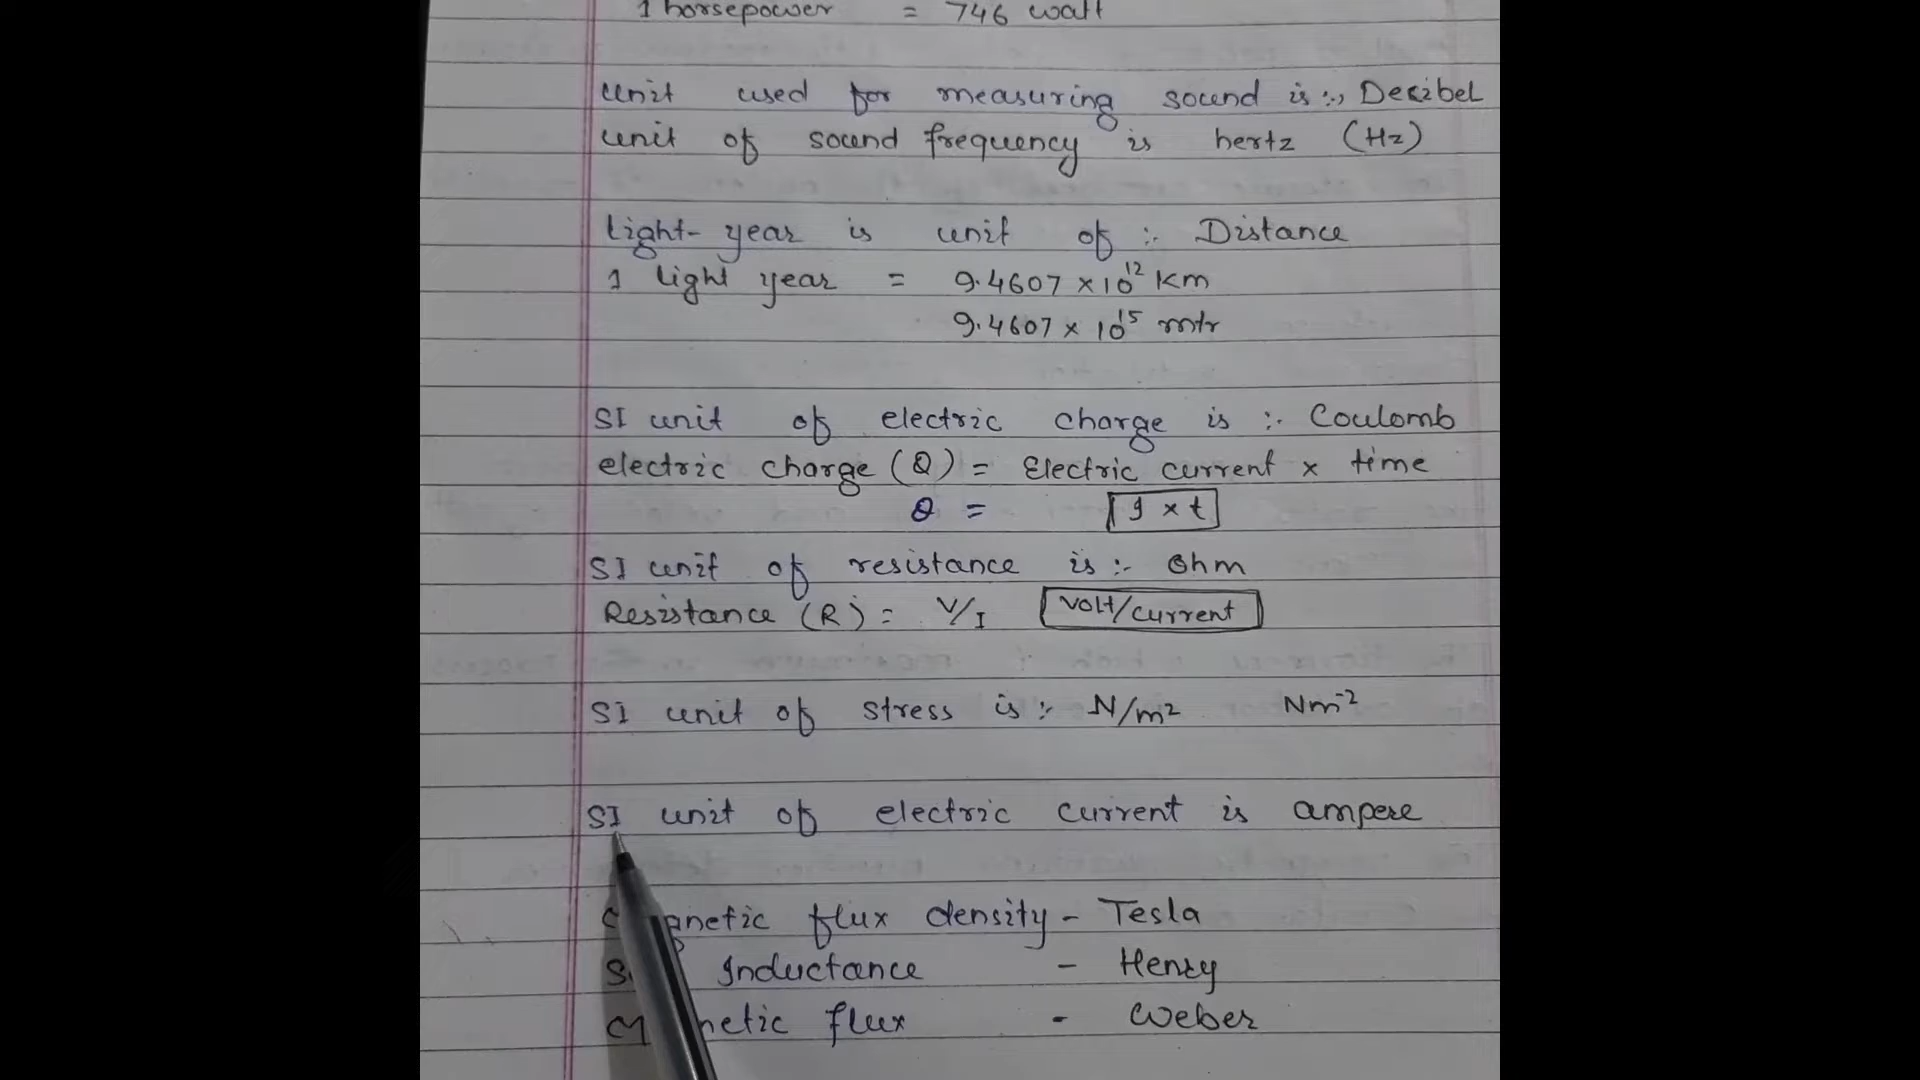 1 horsepower = 746 watt
unit used for measuring sound is :, Decibel
unit of sound frequency is hertz (Hz)
light-year is unit of :- Distance
1 light year = 9.4607 × 10¹² Km
9.4607 × 10¹⁵ mtr
SI unit of electric charge is :- Coulomb
electric charge (Q) = Electric current × time
Q = I × t
SI unit of resistance is :- Ohm
Resistance (R) = V/I volt/current
SI unit of stress is :- N/m² Nm⁻²
SI unit of electric current is ampere
flux density - Tesla
Inductance - Henry
flux - Weber